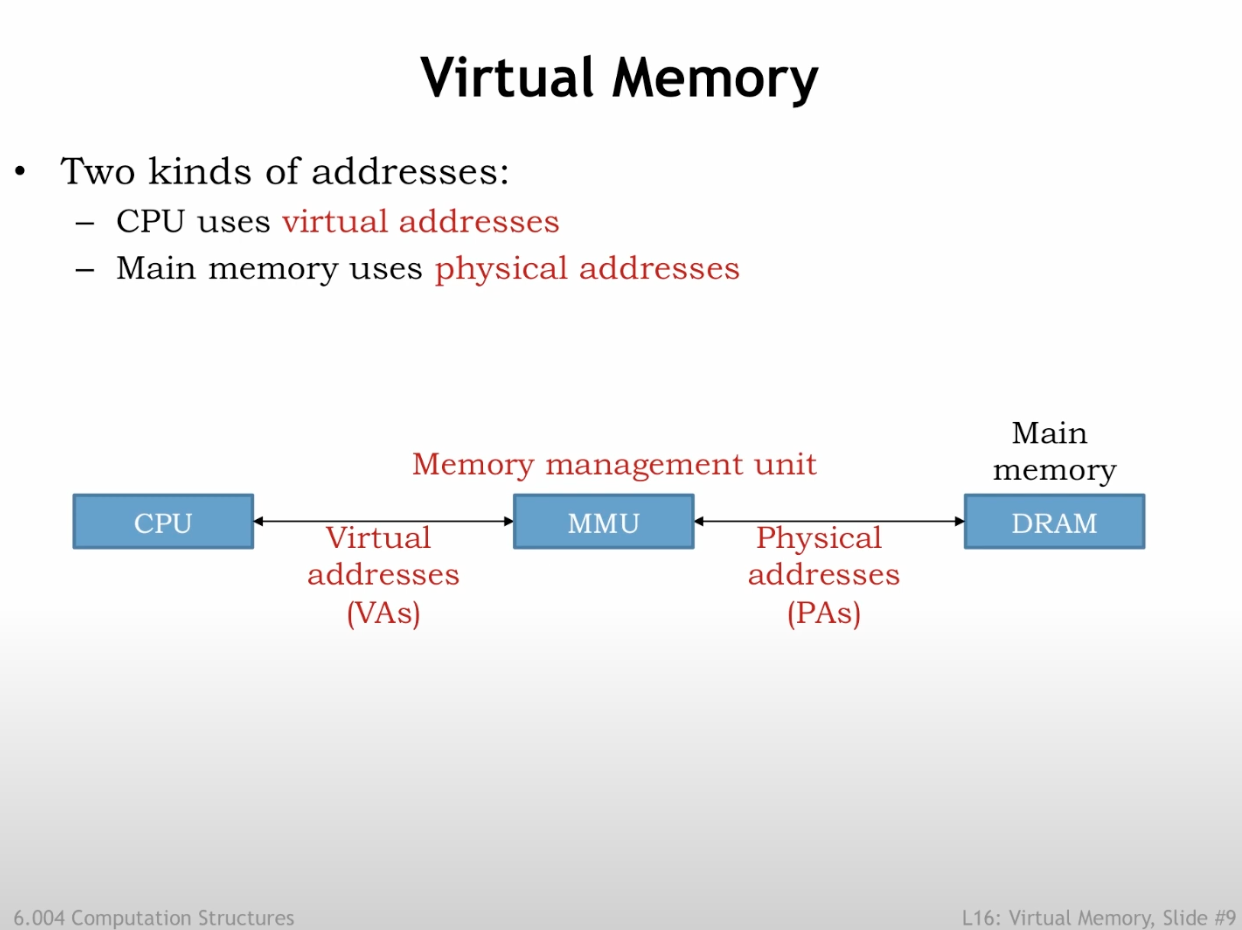 Virtual Memory
• Two kinds of addresses:
– CPU uses virtual addresses
– Main memory uses physical addresses
Main
memory
Memory management unit
CPU
MMU
DRAM
Virtual
addresses
(VAs)
Physical
addresses
(PAs)
6.004 Computation Structures
L16: Virtual Memory, Slide #9